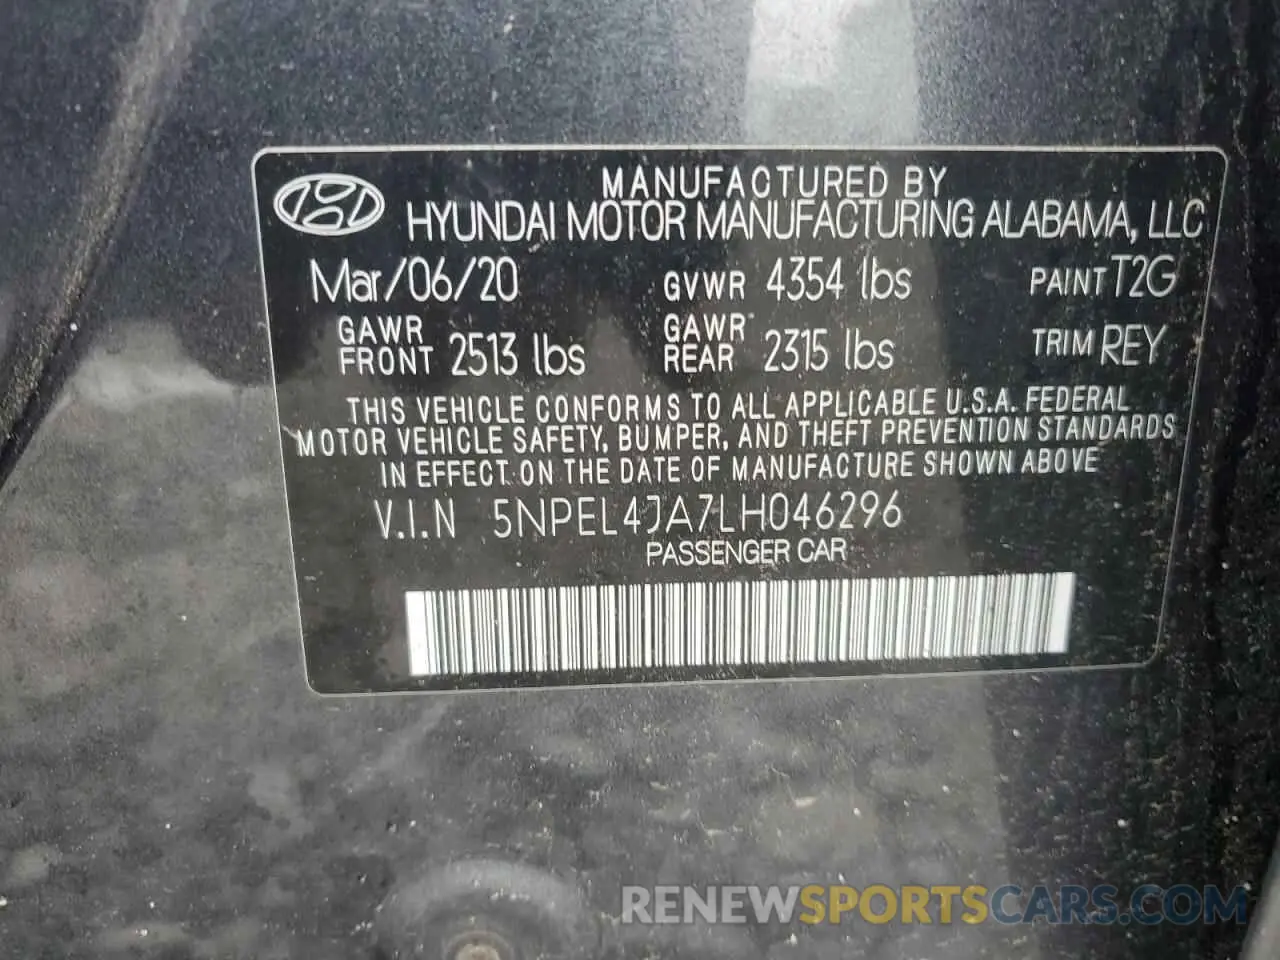 MANUFACTURED BY
HYUNDAI MOTOR MANUFACTURING ALABAMA, LLC
Mar/06/20 GVWR 4354 lbs PAINT T2G
GAWR FRONT 2513 lbs GAWR REAR 2315 lbs TRIM REY
THIS VEHICLE CONFORMS TO ALL APPLICABLE U.S.A. FEDERAL
MOTOR VEHICLE SAFETY, BUMPER, AND THEFT PREVENTION STANDARDS
IN EFFECT ON THE DATE OF MANUFACTURE SHOWN ABOVE
V.I.N 5NPEL4JA7LH046296
PASSENGER CAR
RENEWSPORTSCARS.COM